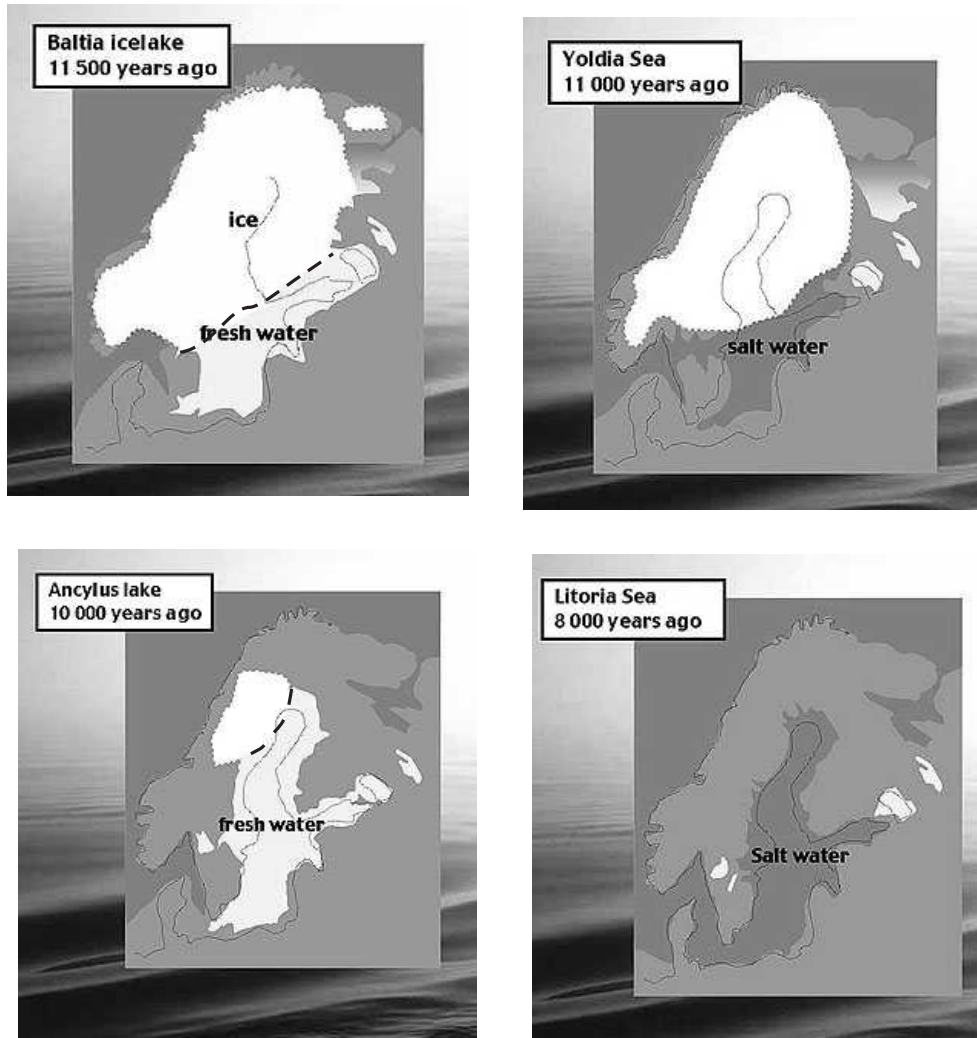 Baltia icelake
11 500 years ago
ice
fresh water
Yoldia Sea
11 000 years ago
salt water
Ancylus lake
10 000 years ago
fresh water
Litoria Sea
8 000 years ago
Salt water